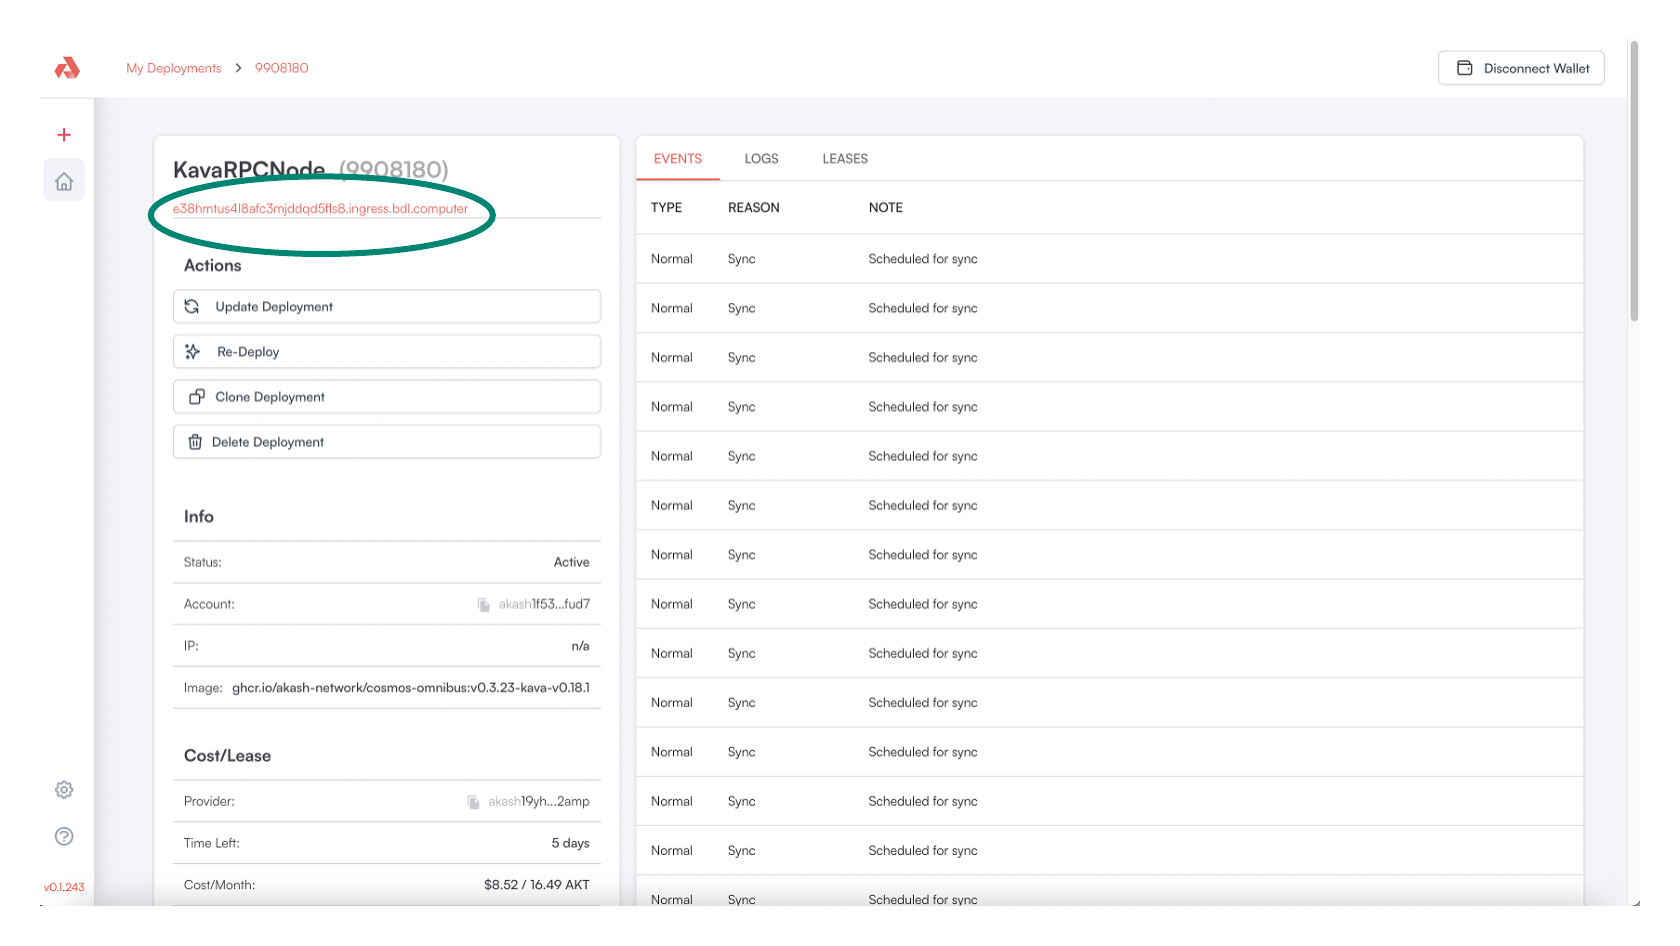 My Deployments > 9908180
Disconnect Wallet
KavaRPCNode (9908180)
e38hmtus4l8afc3mjddqd5fls8.ingress.bdl.computer
Actions
Update Deployment
Re-Deploy
Clone Deployment
Delete Deployment
Info
Status: Active
Account: akash1f53...fud7
IP: n/a
Image: ghcr.io/akash-network/cosmos-omnibus:v0.3.23-kava-v0.18.1
Cost/Lease
Provider: akash19yh...2amp
Time Left: 5 days
Cost/Month: $8.52 / 16.49 AKT
v0.1.243
EVENTS LOGS LEASES
TYPE REASON NOTE
Normal Sync Scheduled for sync
Normal Sync Scheduled for sync
Normal Sync Scheduled for sync
Normal Sync Scheduled for sync
Normal Sync Scheduled for sync
Normal Sync Scheduled for sync
Normal Sync Scheduled for sync
Normal Sync Scheduled for sync
Normal Sync Scheduled for sync
Normal Sync Scheduled for sync
Normal Sync Scheduled for sync
Normal Sync Scheduled for sync
Normal Sync Scheduled for sync
Normal Sync Scheduled for sync